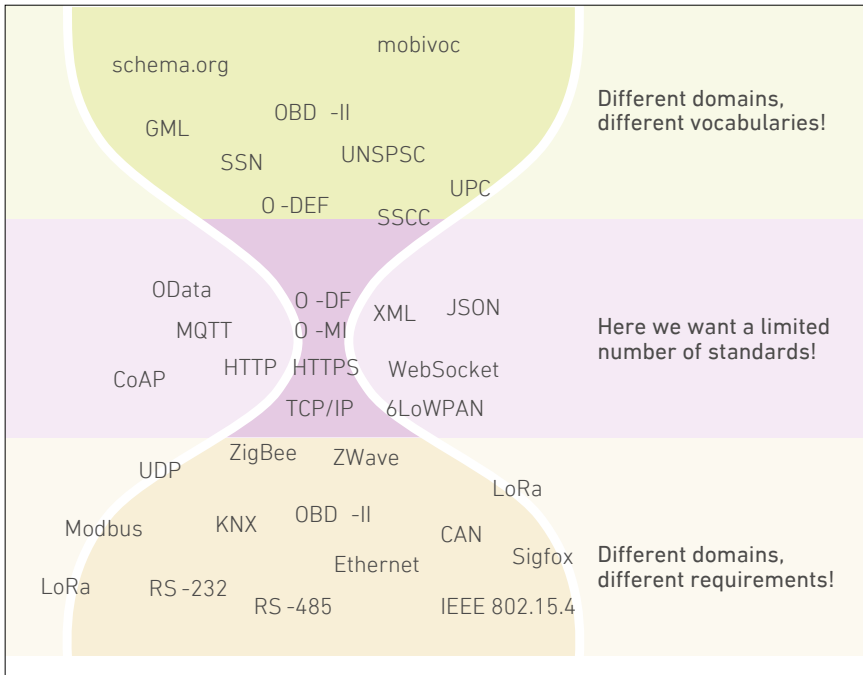 mobivoc
schema.org
OBD -II
GML
UNSPSC
SSN
UPC
O -DEF
SSCC
Different domains,
different vocabularies!
OData
O -DF
JSON
XML
MQTT
O -MI
HTTP
HTTPS
WebSocket
CoAP
TCP/IP
6LoWPAN
Here we want a limited
number of standards!
ZigBee
ZWave
UDP
LoRa
OBD -II
KNX
Modbus
CAN
Sigfox
Ethernet
LoRa
RS -232
RS -485
IEEE 802.15.4
Different domains,
different requirements!